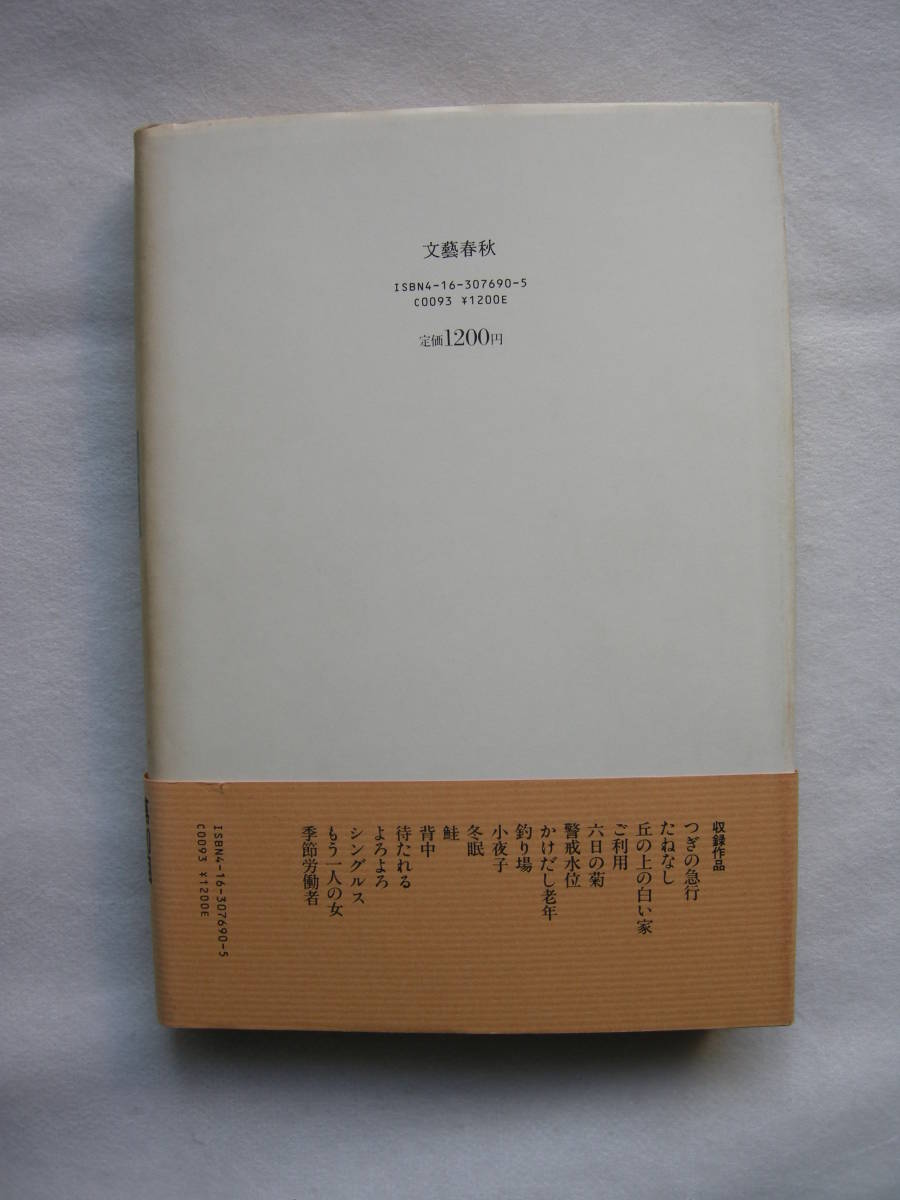 文藝春秋
ISBN4-16-307690-5
C0093 ¥1200E
定価1200円
収録作品
つぎの急行
たねなし
丘の上の白い家
ご利用
六日の菊
警戒水位
かけだし老年
釣り場
小夜子
冬眠
鮭
背中
待たれる
よろよろ
シングルス
もう一人の女
季節労働者
ISBN4-16-307690-5
C0093 ¥1200E